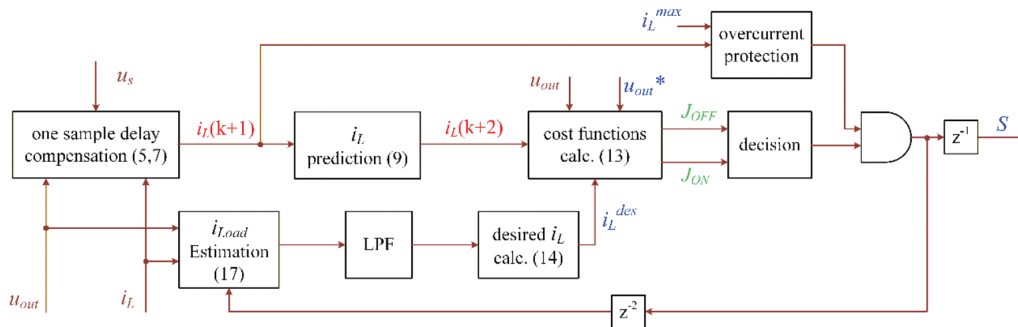 i_L^max
overcurrent
protection
u_s
u_out
u_out*
one sample delay
compensation (5,7)
i_L(k+1)
i_L
prediction (9)
i_L(k+2)
cost functions
calc. (13)
J_OFF
J_ON
decision
z^-1
S
i_Load
Estimation
(17)
LPF
desired i_L
calc. (14)
i_L^des
u_out
i_L
z^-2